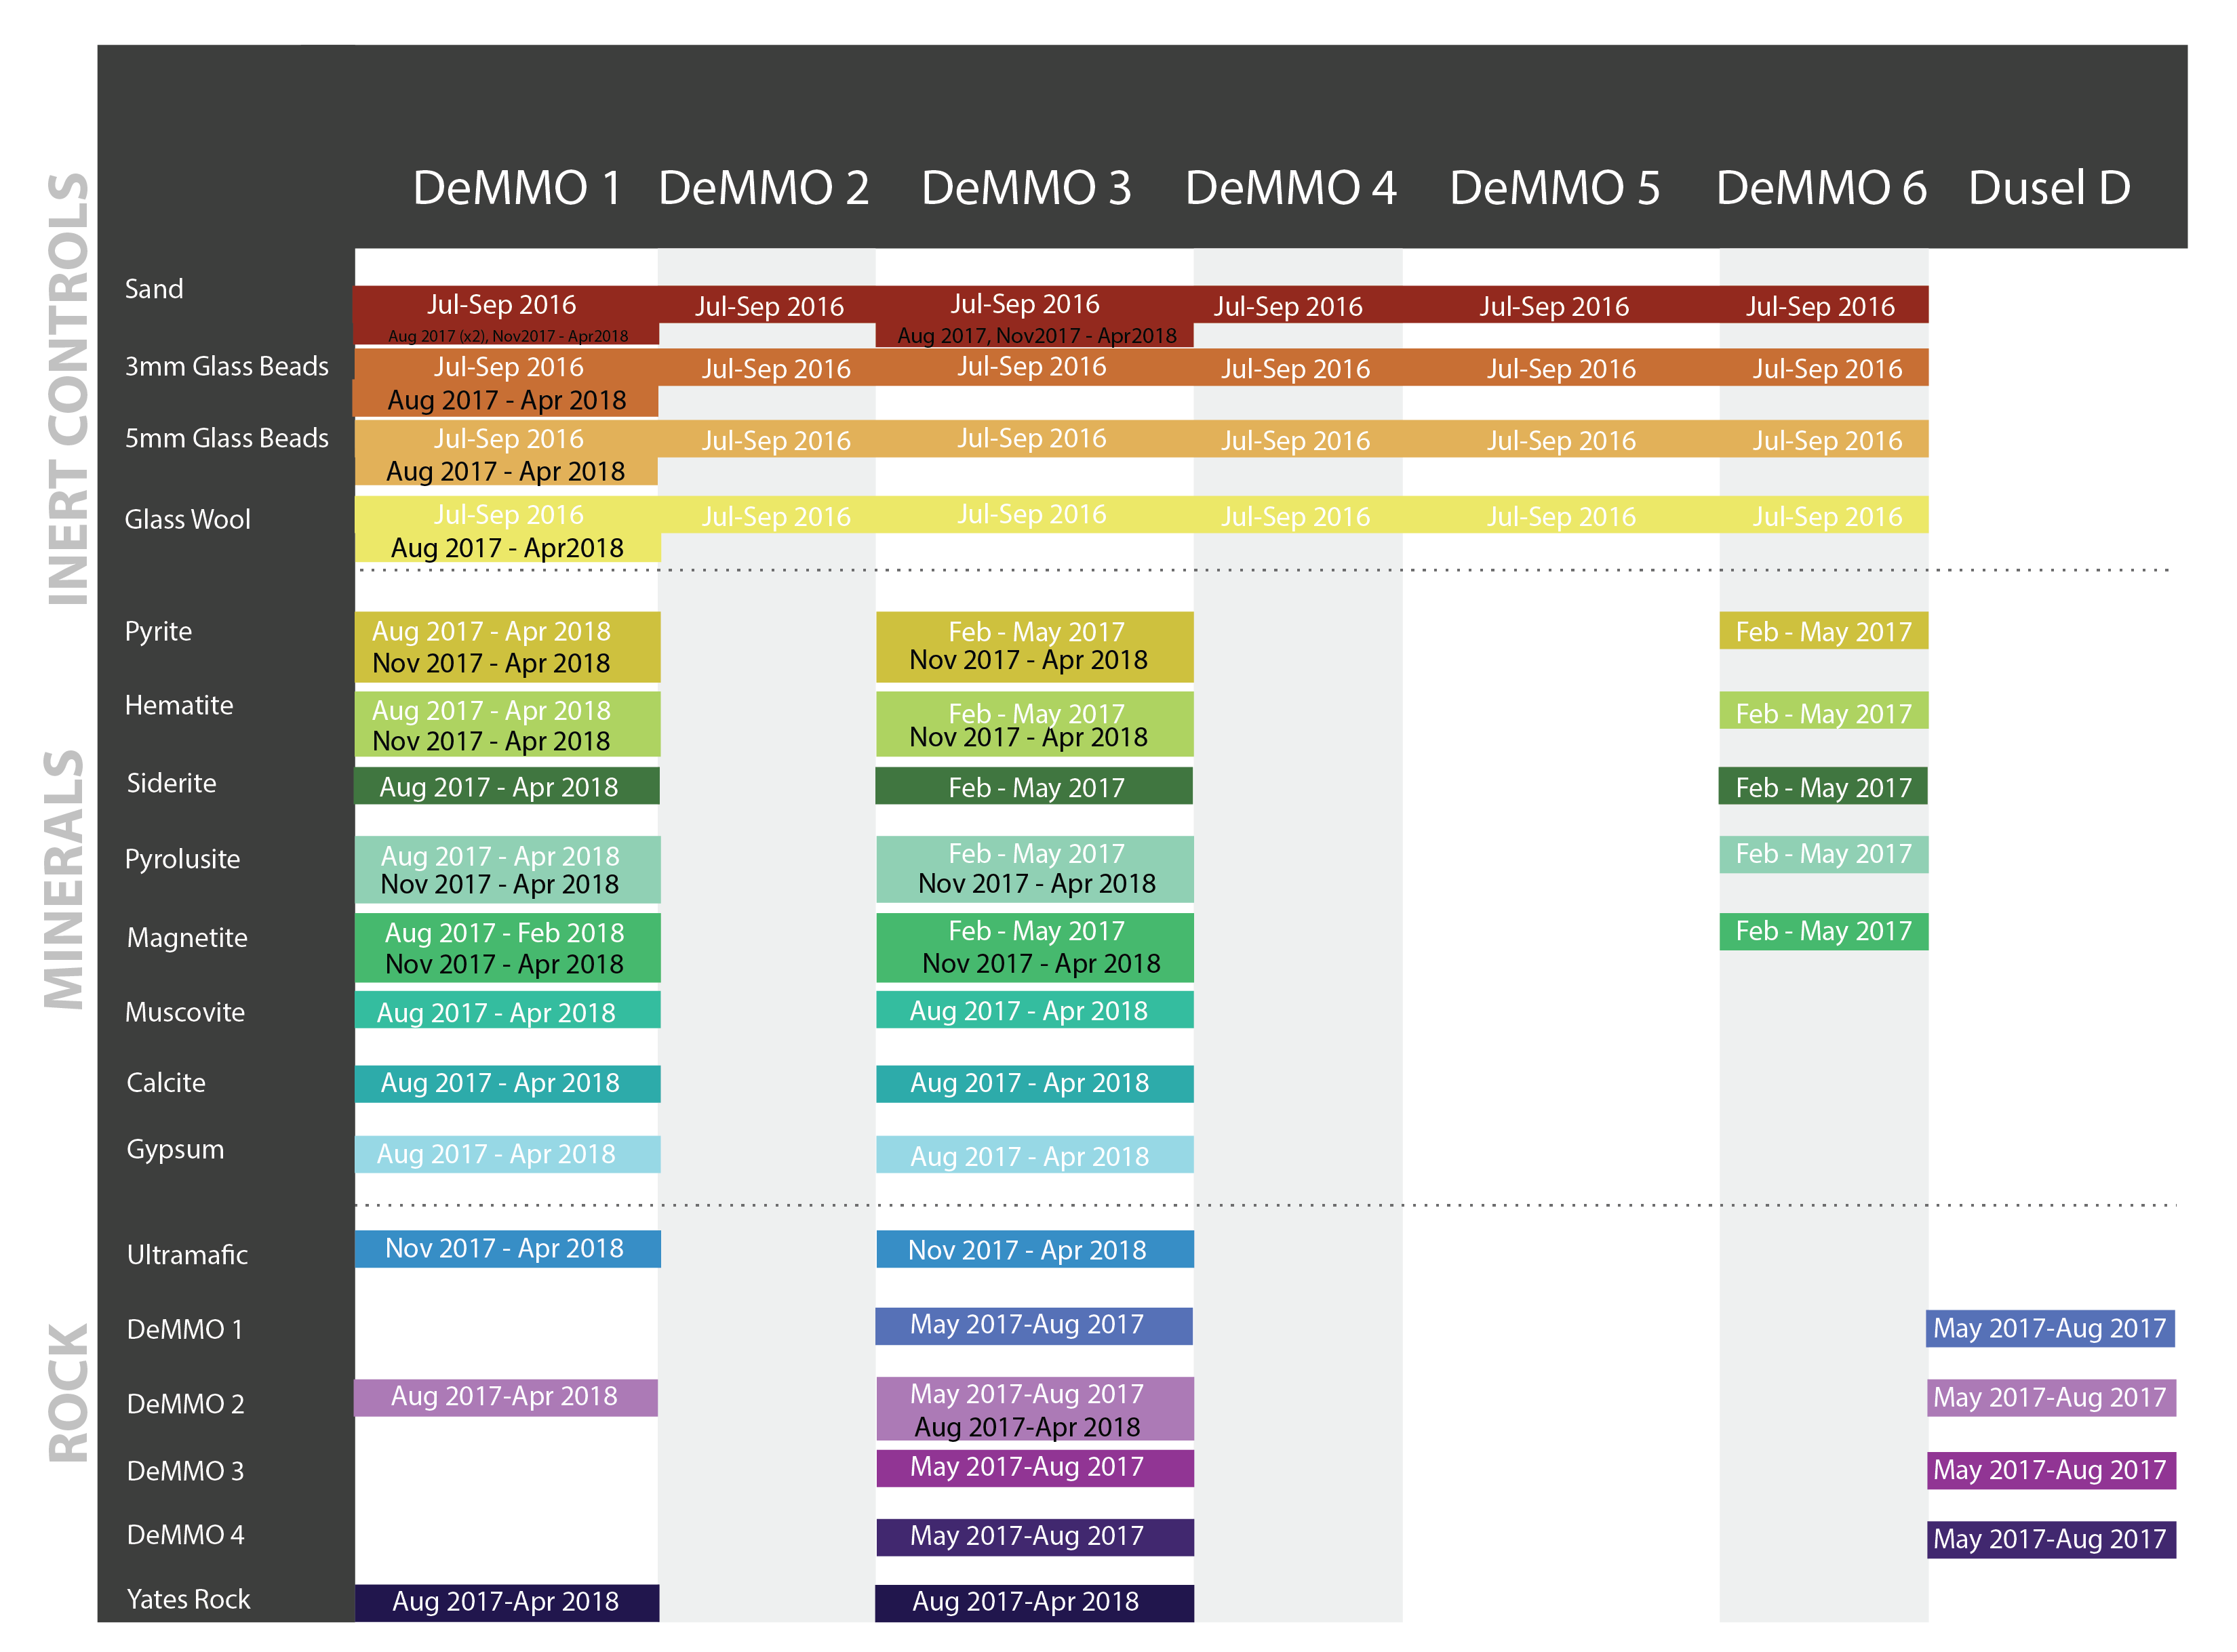 DeMMO 1 DeMMO 2 DeMMO 3 DeMMO 4 DeMMO 5 DeMMO 6 Dusel D
INERT CONTROLS
Sand Jul-Sep 2016 Jul-Sep 2016 Jul-Sep 2016 Jul-Sep 2016 Jul-Sep 2016 Jul-Sep 2016
Aug 2017 (x2), Nov2017 - Apr2018 Aug 2017, Nov2017 - Apr2018
3mm Glass Beads Jul-Sep 2016 Jul-Sep 2016 Jul-Sep 2016 Jul-Sep 2016 Jul-Sep 2016 Jul-Sep 2016
Aug 2017 - Apr 2018
5mm Glass Beads Jul-Sep 2016 Jul-Sep 2016 Jul-Sep 2016 Jul-Sep 2016 Jul-Sep 2016 Jul-Sep 2016
Aug 2017 - Apr 2018
Glass Wool Jul-Sep 2016 Jul-Sep 2016 Jul-Sep 2016 Jul-Sep 2016 Jul-Sep 2016 Jul-Sep 2016
Aug 2017 - Apr2018
MINERALS
Pyrite Aug 2017 - Apr 2018 Feb - May 2017 Feb - May 2017
Nov 2017 - Apr 2018 Nov 2017 - Apr 2018
Hematite Aug 2017 - Apr 2018 Feb - May 2017 Feb - May 2017
Nov 2017 - Apr 2018 Nov 2017 - Apr 2018
Siderite Aug 2017 - Apr 2018 Feb - May 2017 Feb - May 2017
Pyrolusite Aug 2017 - Apr 2018 Feb - May 2017 Feb - May 2017
Nov 2017 - Apr 2018 Nov 2017 - Apr 2018
Magnetite Aug 2017 - Feb 2018 Feb - May 2017 Feb - May 2017
Nov 2017 - Apr 2018 Nov 2017 - Apr 2018
Muscovite Aug 2017 - Apr 2018 Aug 2017 - Apr 2018
Calcite Aug 2017 - Apr 2018 Aug 2017 - Apr 2018
Gypsum Aug 2017 - Apr 2018 Aug 2017 - Apr 2018
ROCK
Ultramafic Nov 2017 - Apr 2018 Nov 2017 - Apr 2018
DeMMO 1 May 2017-Aug 2017 May 2017-Aug 2017
DeMMO 2 Aug 2017-Apr 2018 May 2017-Aug 2017 May 2017-Aug 2017
Aug 2017-Apr 2018
DeMMO 3 May 2017-Aug 2017 May 2017-Aug 2017
DeMMO 4 May 2017-Aug 2017 May 2017-Aug 2017
Yates Rock Aug 2017-Apr 2018 Aug 2017-Apr 2018